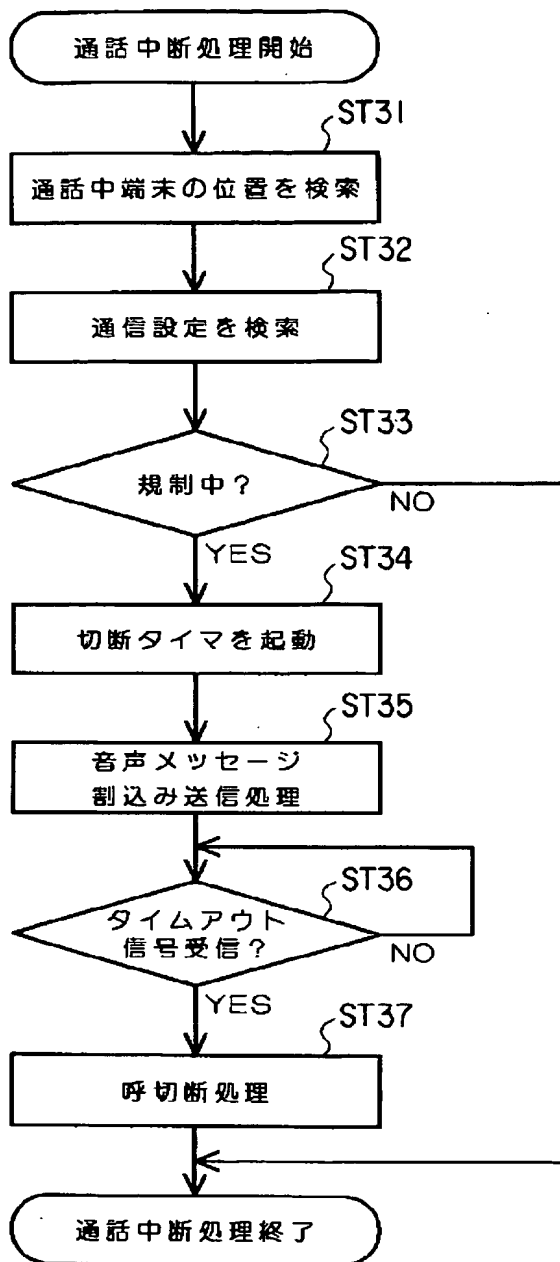 通話中断処理開始
ST31
通話中端末の位置を検索
ST32
通信設定を検索
ST33
規制中?
NO
YES
ST34
切断タイマを起動
ST35
音声メッセージ
割込み送信処理
ST36
タイムアウト
信号受信?
NO
YES
ST37
呼切断処理
通話中断処理終了